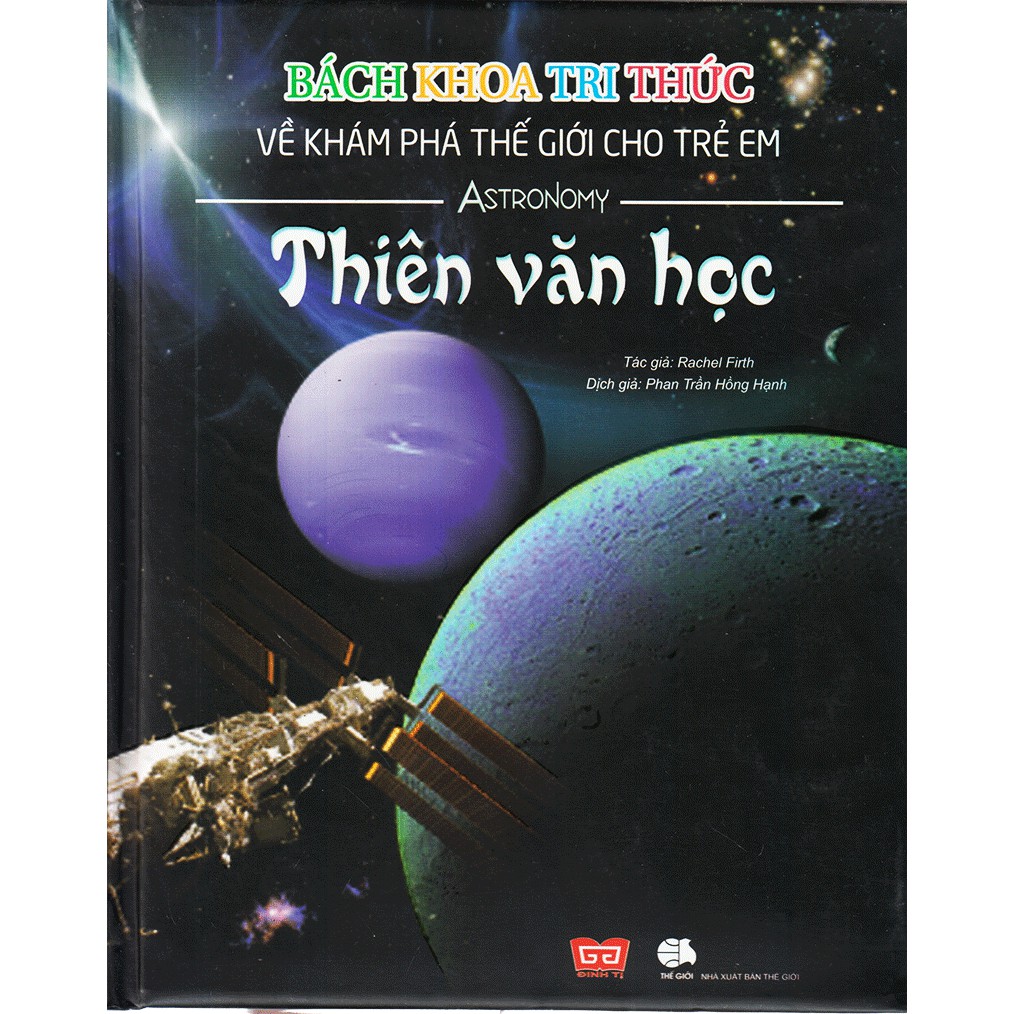 BÁCH KHOA TRI THỨC
VỀ KHÁM PHÁ THẾ GIỚI CHO TRẺ EM
ASTRONOMY
Thiên văn học
Tác giả: Rachel Firth
Dịch giả: Phan Trần Hồng Hạnh
ĐINH TỊ
THẾ GIỚI NHÀ XUẤT BẢN THẾ GIỚI